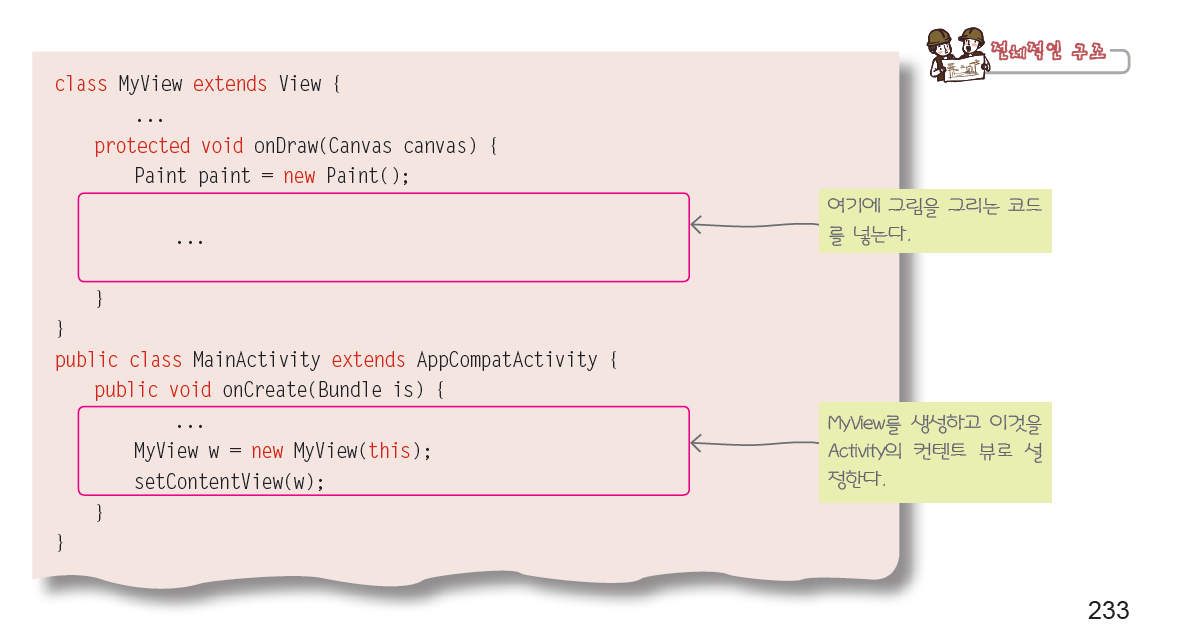 전체적인 구조
class MyView extends View {
...
protected void onDraw(Canvas canvas) {
Paint paint = new Paint();
...
여기에 그림을 그리는 코드
를 넣는다.
}
}
public class MainActivity extends AppCompatActivity {
public void onCreate(Bundle is) {
...
MyView w = new MyView(this);
setContentView(w);
MyView를 생성하고 이것을
Activity의 컨텐트 뷰로 설
정한다.
}
}
233